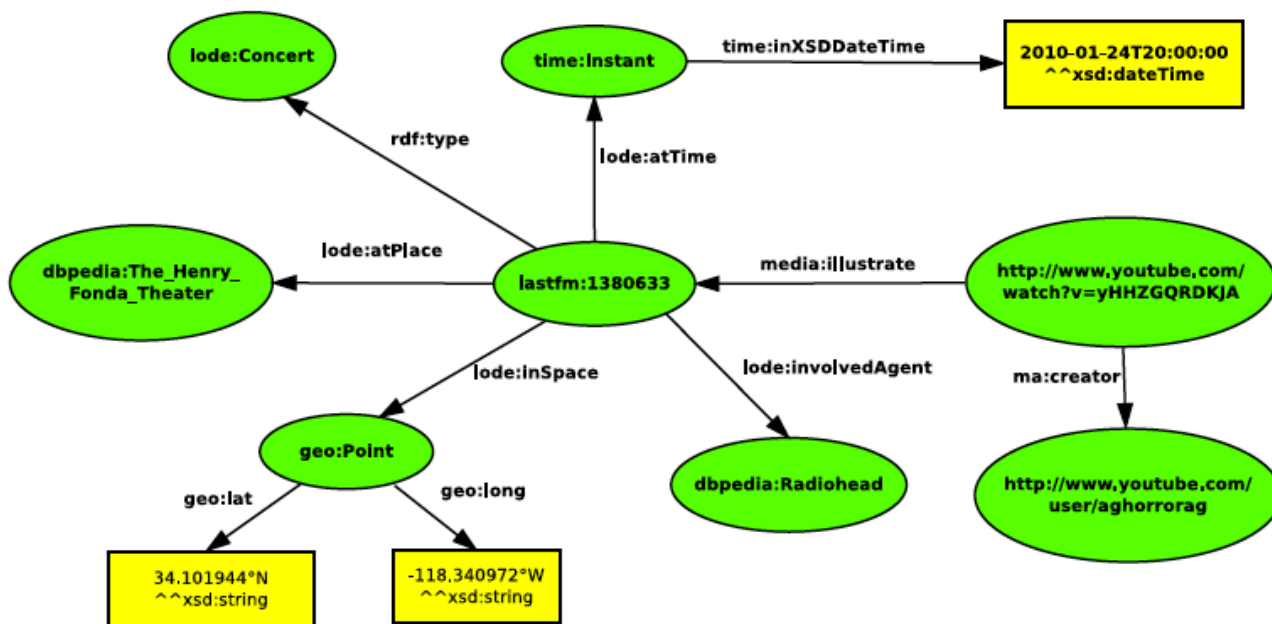 lode:Concert
time:Instant
time:inXSDDateTime
2010-01-24T20:00:00
^^xsd:dateTime
rdf:type
lode:atTime
lode:atPlace
media:illustrate
dbpedia:The_Henry_
Fonda_Theater
lastfm:1380633
http://www.youtube.com/
watch?v=yHHZGQRDKJA
lode:inSpace
lode:involvedAgent
ma:creator
geo:Point
geo:lat
geo:long
dbpedia:Radiohead
http://www.youtube.com/
user/aghorrorag
34.101944°N
^^xsd:string
-118.340972°W
^^xsd:string